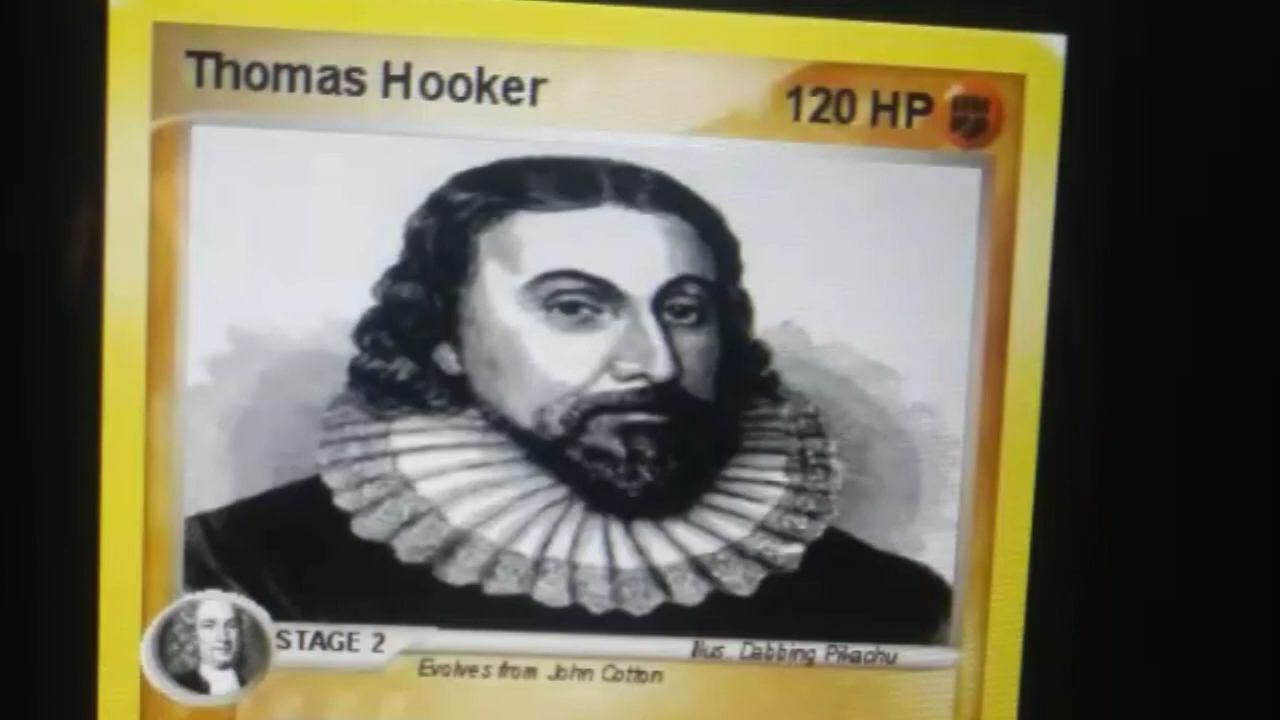 Thomas Hooker
120 HP
STAGE 2
Illus. Dabbing Pikachu
Evolves from John Cotton